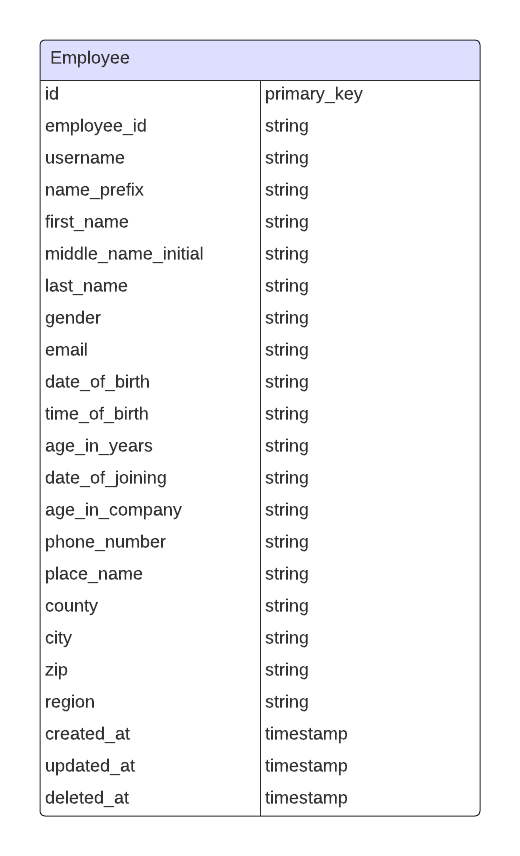 Employee
id primary_key
employee_id string
username string
name_prefix string
first_name string
middle_name_initial string
last_name string
gender string
email string
date_of_birth string
time_of_birth string
age_in_years string
date_of_joining string
age_in_company string
phone_number string
place_name string
county string
city string
zip string
region string
created_at timestamp
updated_at timestamp
deleted_at timestamp